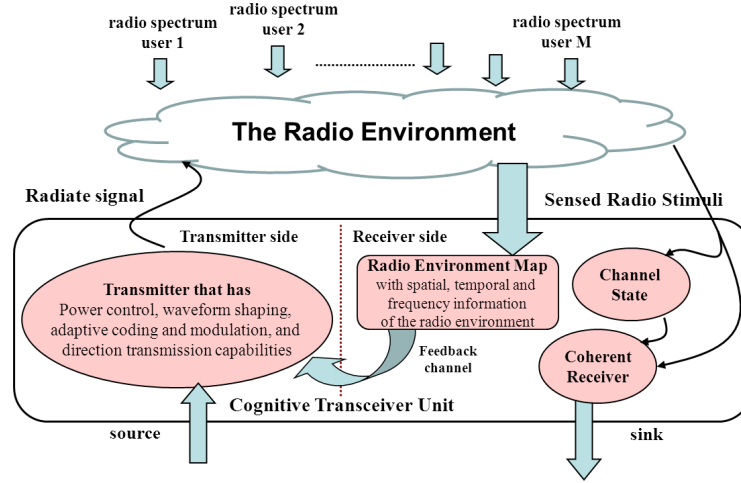 radio spectrum
user 1
radio spectrum
user 2
radio spectrum
user M
The Radio Environment
Radiate signal
Sensed Radio Stimuli
Transmitter side
Receiver side
Transmitter that has
Power control, waveform shaping,
adaptive coding and modulation, and
direction transmission capabilities
Radio Environment Map
with spatial, temporal and
frequency information
of the radio environment
Channel
State
Feedback
channel
Coherent
Receiver
Cognitive Transceiver Unit
source
sink